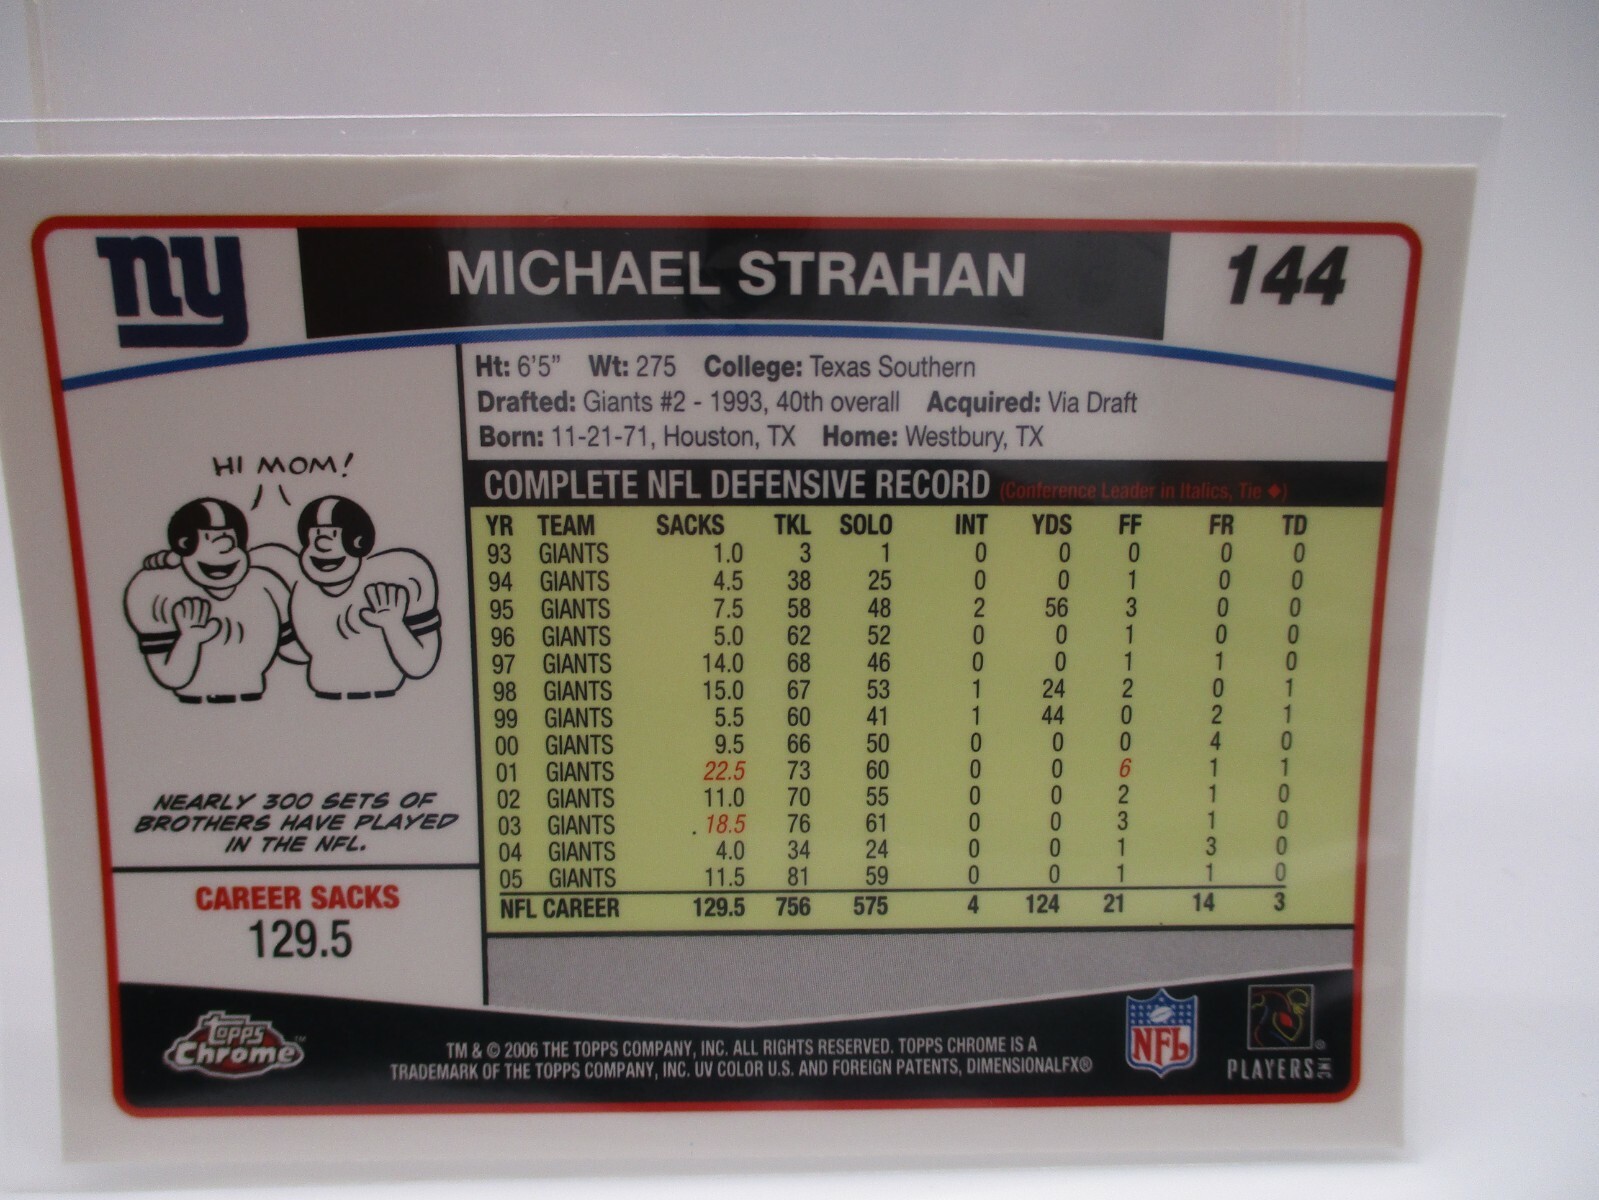 ny
MICHAEL STRAHAN
144
Ht: 6'5" Wt: 275 College: Texas Southern
Drafted: Giants #2 - 1993, 40th overall Acquired: Via Draft
Born: 11-21-71, Houston, TX Home: Westbury, TX
HI MOM!
NEARLY 300 SETS OF
BROTHERS HAVE PLAYED
IN THE NFL.
CAREER SACKS
129.5
COMPLETE NFL DEFENSIVE RECORD (Conference Leader in Italics, Tie ♦)
YR TEAM SACKS TKL SOLO INT YDS FF FR TD
93 GIANTS 1.0 3 1 0 0 0 0 0
94 GIANTS 4.5 38 25 0 0 1 0 0
95 GIANTS 7.5 58 48 2 56 3 0 0
96 GIANTS 5.0 62 52 0 0 1 0 0
97 GIANTS 14.0 68 46 0 0 1 1 0
98 GIANTS 15.0 67 53 1 24 2 0 1
99 GIANTS 5.5 60 41 1 44 0 2 1
00 GIANTS 9.5 66 50 0 0 0 4 0
01 GIANTS 22.5 73 60 0 0 6 1 1
02 GIANTS 11.0 70 55 0 0 2 1 0
03 GIANTS 18.5 76 61 0 0 3 1 0
04 GIANTS 4.0 34 24 0 0 1 3 0
05 GIANTS 11.5 81 59 0 0 1 1 0
NFL CAREER 129.5 756 575 4 124 21 14 3
Topps Chrome™
TM & © 2006 THE TOPPS COMPANY, INC. ALL RIGHTS RESERVED. TOPPS CHROME IS A
TRADEMARK OF THE TOPPS COMPANY, INC. UV COLOR U.S. AND FOREIGN PATENTS, DIMENSIONALFX®
NFL
PLAYERS INC ®